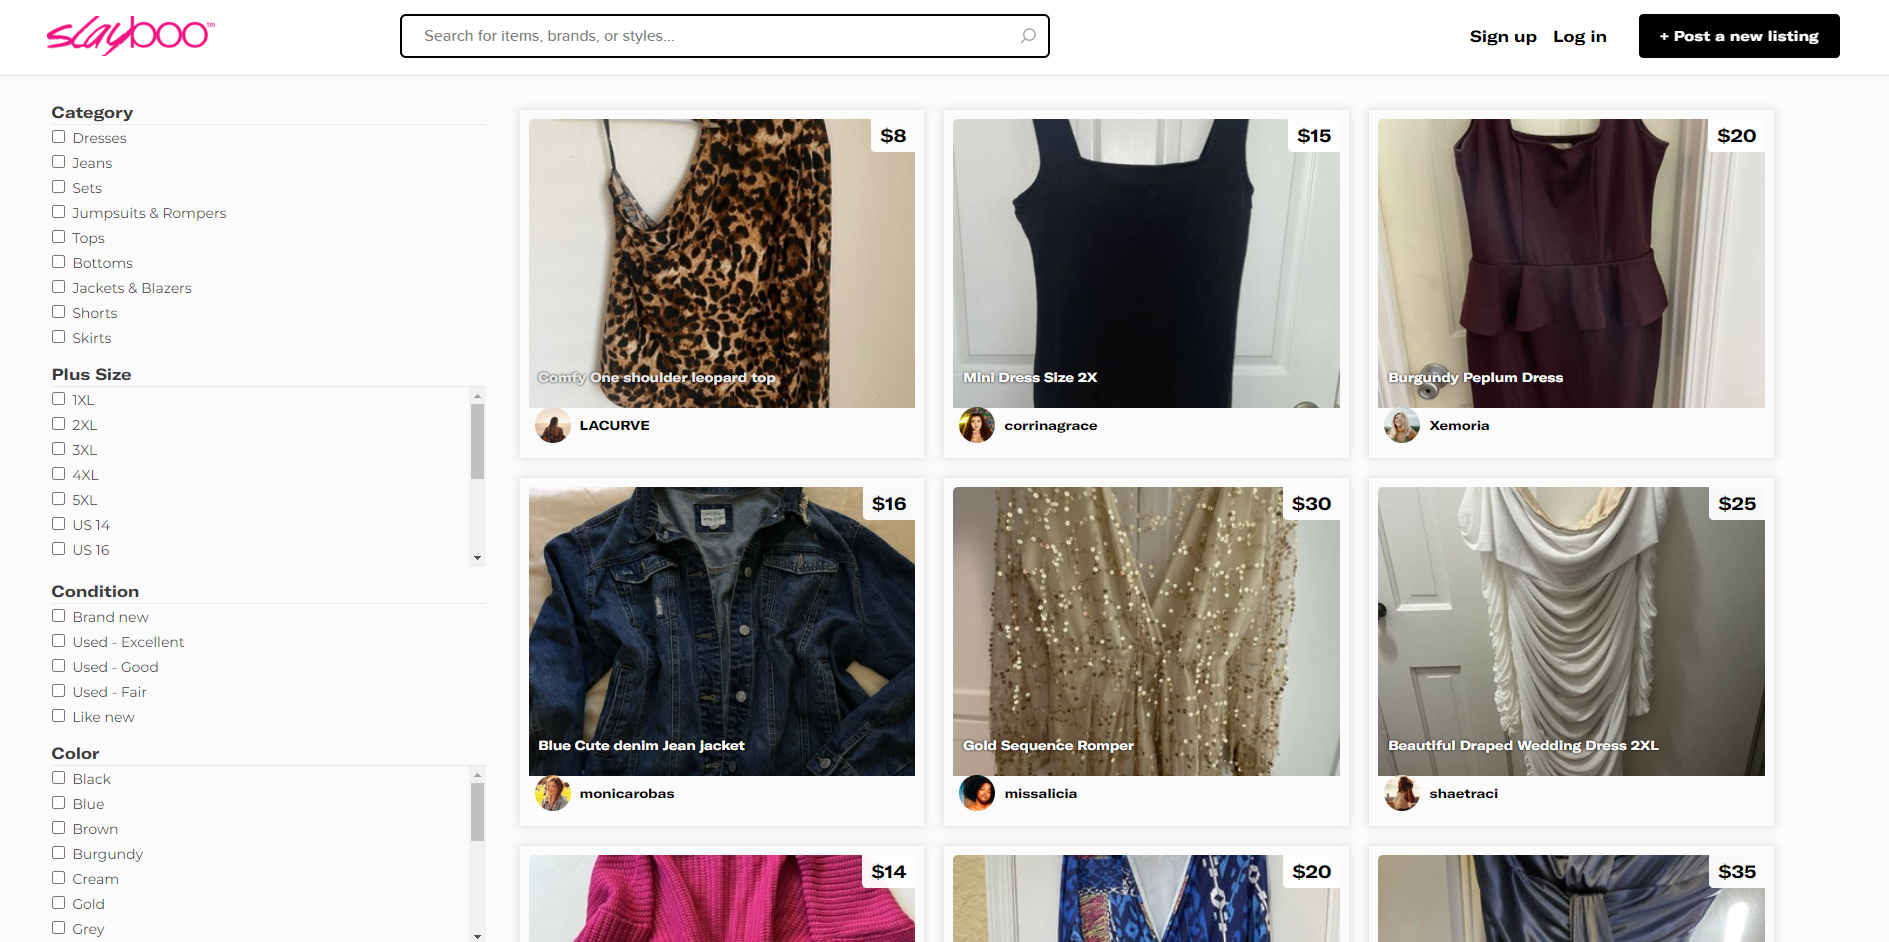 slayboo™
Search for items, brands, or styles...
Sign up
Log in
+ Post a new listing
Category
Dresses
Jeans
Sets
Jumpsuits & Rompers
Tops
Bottoms
Jackets & Blazers
Shorts
Skirts
Plus Size
1XL
2XL
3XL
4XL
5XL
US 14
US 16
Condition
Brand new
Used - Excellent
Used - Good
Used - Fair
Like new
Color
Black
Blue
Brown
Burgundy
Cream
Gold
Grey
$8
Comfy One shoulder leopard top
LACURVE
$15
Mini Dress Size 2X
corrinagrace
$20
Burgundy Peplum Dress
Xemoria
$16
Blue Cute denim Jean jacket
monicarobas
$30
Gold Sequence Romper
missalicia
$25
Beautiful Draped Wedding Dress 2XL
shaetraci
$14
$20
$35